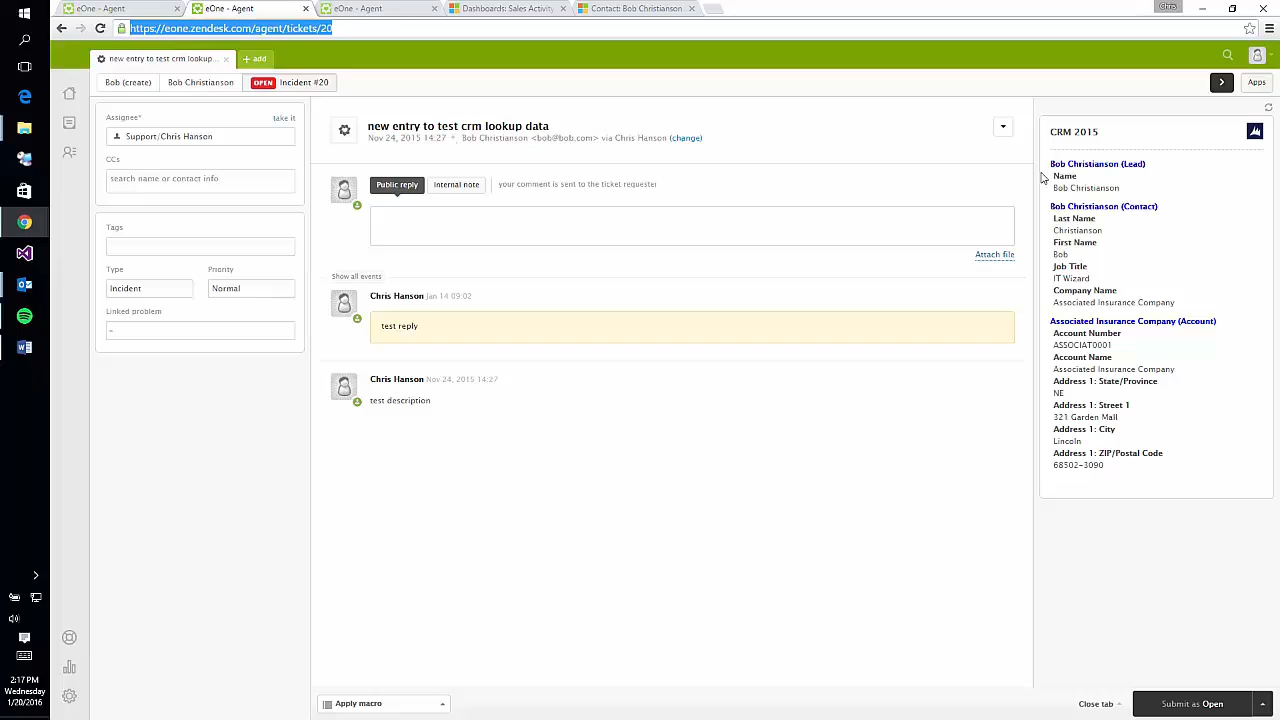 eOne - Agent
eOne - Agent
eOne - Agent
Dashboards: Sales Activity
Contact: Bob Christianson
Chris
https://eone.zendesk.com/agent/tickets/20
new entry to test crm lookup...
+ add
Bob (create)
Bob Christianson
OPEN Incident #20
Apps
Assignee*
take it
Support/Chris Hanson
CCs
search name or contact info
Tags
Type
Priority
Incident
Normal
Linked problem
-
new entry to test crm lookup data
Nov 24, 2015 14:27 • Bob Christianson <bob@bob.com> via Chris Hanson (change)
Public reply
Internal note
your comment is sent to the ticket requester
Attach file
Show all events
Chris Hanson Jan 14 09:02
test reply
Chris Hanson Nov 24, 2015 14:27
test description
CRM 2015
Bob Christianson (Lead)
Name
Bob Christianson
Bob Christianson (Contact)
Last Name
Christianson
First Name
Bob
Job Title
IT Wizard
Company Name
Associated Insurance Company
Associated Insurance Company (Account)
Account Number
ASSOCIAT0001
Account Name
Associated Insurance Company
Address 1: State/Province
NE
Address 1: Street 1
321 Garden Mall
Address 1: City
Lincoln
Address 1: ZIP/Postal Code
68502-3090
Apply macro
Close tab
Submit as Open
2:17 PM
Wednesday
1/20/2016